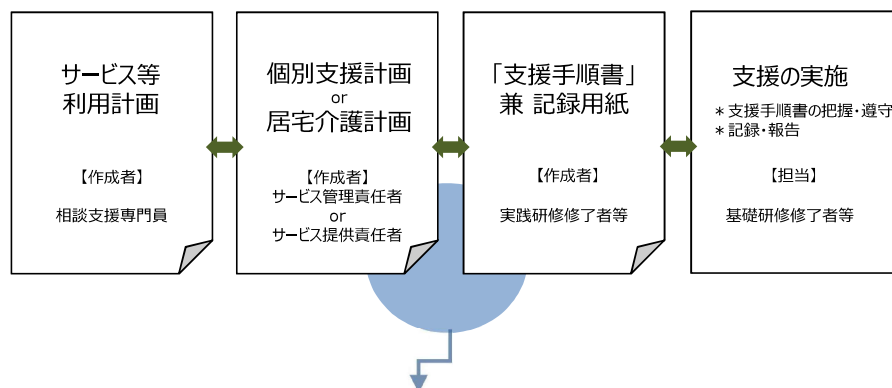 サービス等
利用計画
【作成者】
相談支援専門員
個別支援計画
or
居宅介護計画
【作成者】
サービス管理責任者
or
サービス提供責任者
「支援手順書」
兼 記録用紙
【作成者】
実践研修修了者等
支援の実施
＊支援手順書の把握・遵守
＊記録・報告
【担当】
基礎研修修了者等